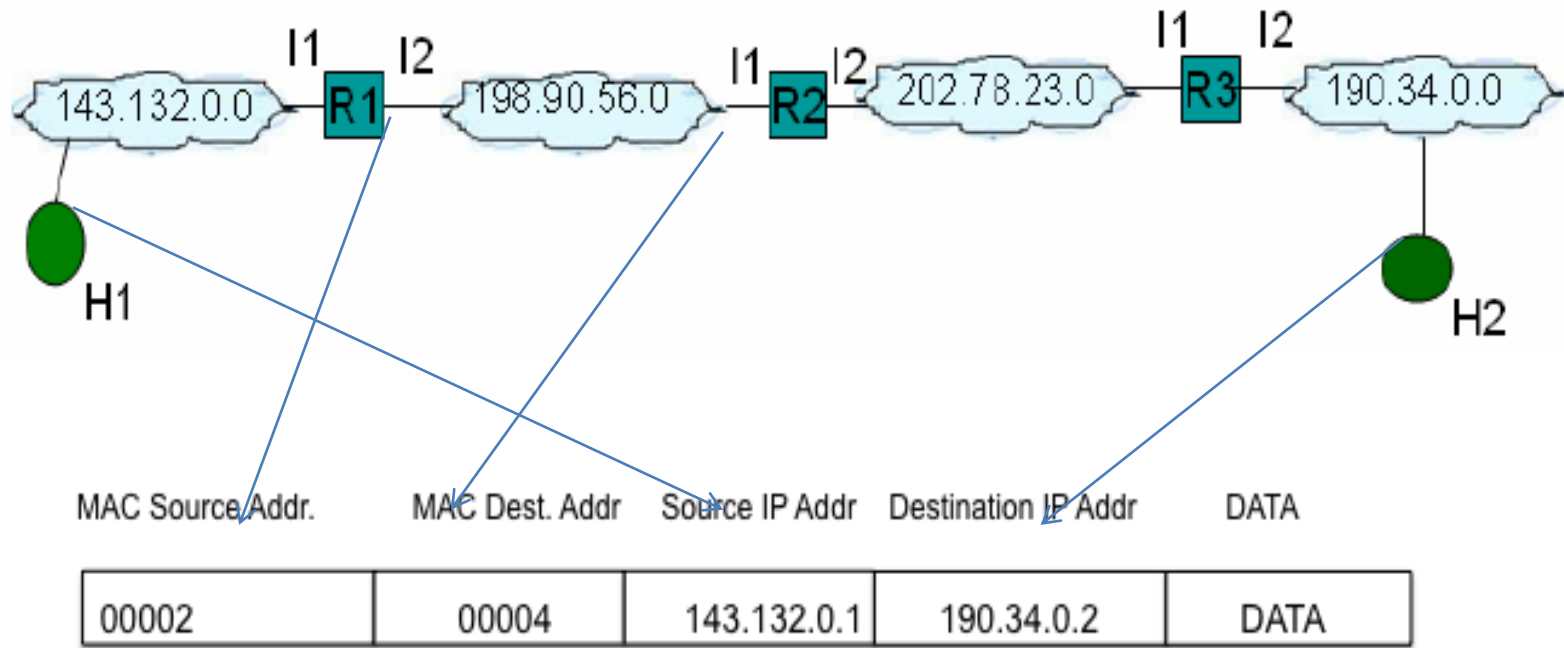 I1 I2 I1 I2 I1 I2
143.132.0.0 R1 198.90.56.0 R2 202.78.23.0 R3 190.34.0.0
H1 H2
MAC Source Addr. MAC Dest. Addr Source IP Addr Destination IP Addr DATA
00002 00004 143.132.0.1 190.34.0.2 DATA